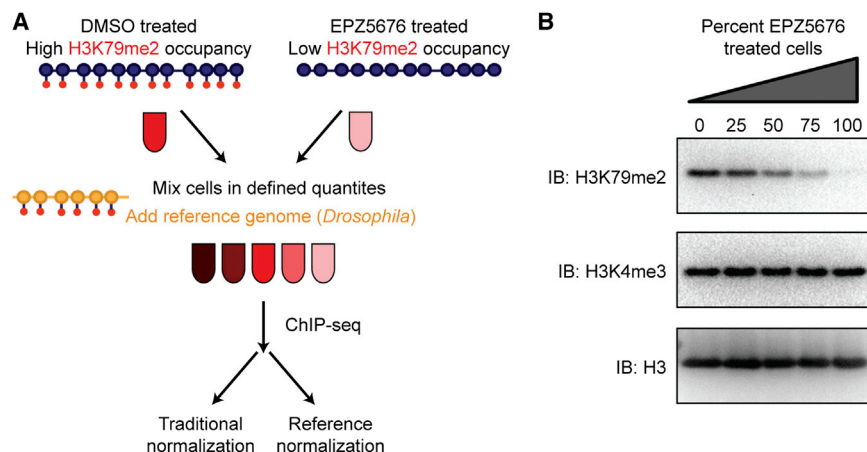 A
DMSO treated
High H3K79me2 occupancy
EPZ5676 treated
Low H3K79me2 occupancy
Mix cells in defined quantites
Add reference genome (Drosophila)
ChIP-seq
Traditional
normalization
Reference
normalization
B
Percent EPZ5676
treated cells
0 25 50 75 100
IB: H3K79me2
IB: H3K4me3
IB: H3